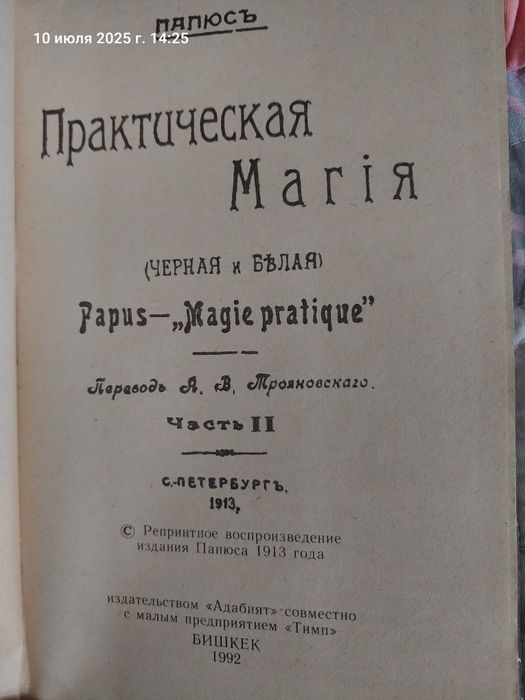 ПАПЮСЪ
10 июля 2025 г. 14:25
Практическая
Магія
(ЧЕРНАЯ и БѢЛАЯ)
Papus—„Magie pratique”
Переводъ А. В. Трояновскаго.
Часть II
С.-ПЕТЕРБУРГЪ.
1913г
© Репринтное воспроизведение
издания Папюса 1913 года
издательством «Адабият» совместно
с малым предприятием «Тимп»
БИШКЕК
1992